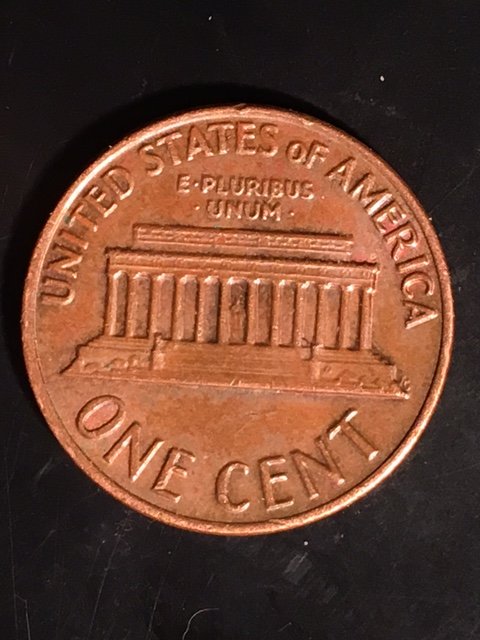 UNITED STATES OF AMERICA
E·PLURIBUS
·UNUM·
ONE CENT